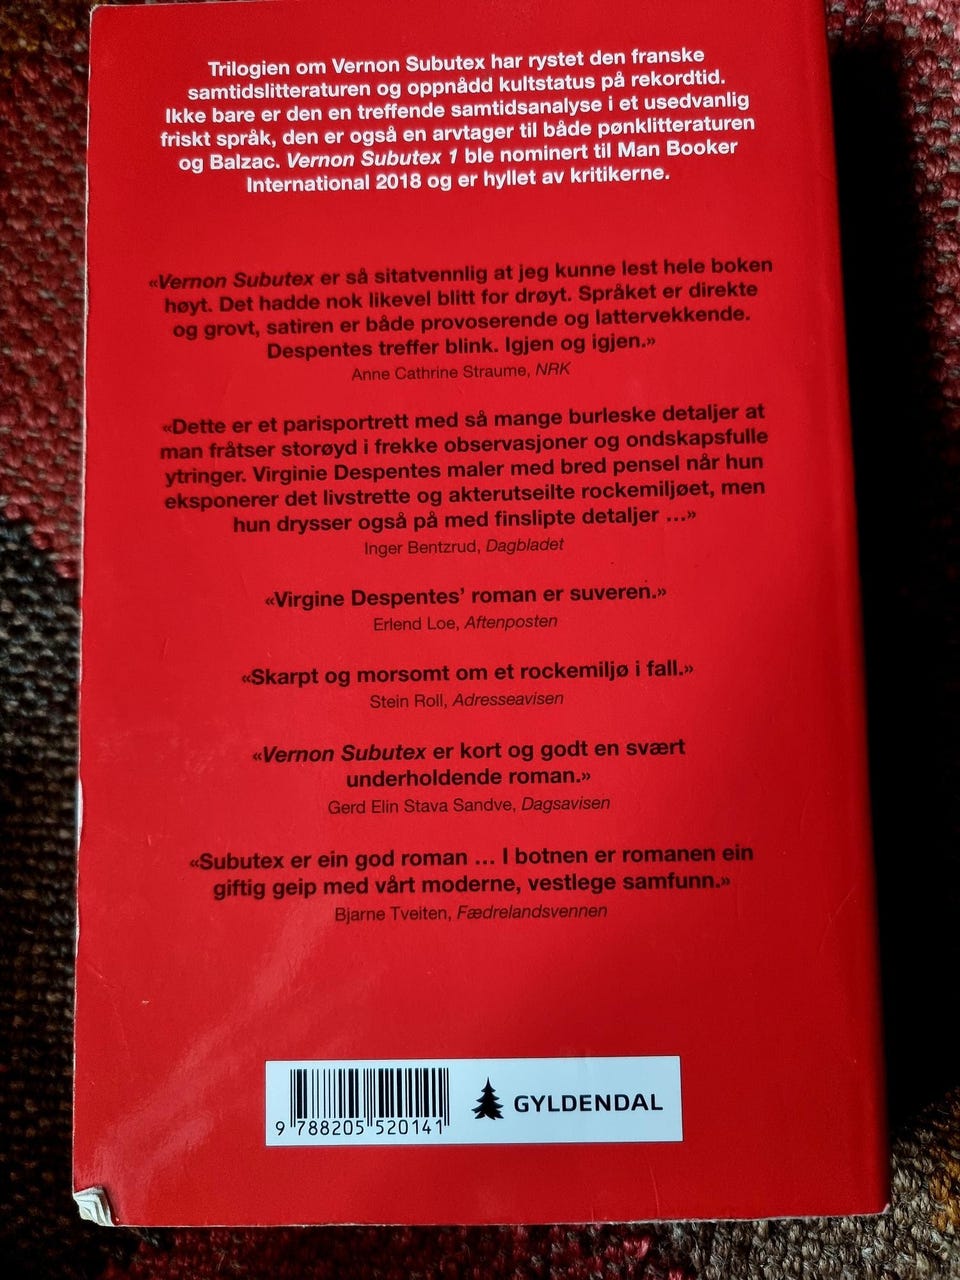 Trilogien om Vernon Subutex har rystet den franske
samtidslitteraturen og oppnådd kultstatus på rekordtid.
Ikke bare er den en treffende samtidsanalyse i et usedvanlig
friskt språk, den er også en arvtager til både pønklitteraturen
og Balzac. Vernon Subutex 1 ble nominert til Man Booker
International 2018 og er hyllet av kritikerne.
«Vernon Subutex er så sitatvennlig at jeg kunne lest hele boken
høyt. Det hadde nok likevel blitt for drøyt. Språket er direkte
og grovt, satiren er både provoserende og lattervekkende.
Despentes treffer blink. Igjen og igjen.»
Anne Cathrine Straume, NRK
«Dette er et parisportrett med så mange burleske detaljer at
man fråtser storøyd i frekke observasjoner og ondskapsfulle
ytringer. Virginie Despentes maler med bred pensel når hun
eksponerer det livstrette og akterutseilte rockemiljøet, men
hun drysser også på med finslipte detaljer ...»
Inger Bentzrud, Dagbladet
«Virgine Despentes’ roman er suveren.»
Erlend Loe, Aftenposten
«Skarpt og morsomt om et rockemiljø i fall.»
Stein Roll, Adresseavisen
«Vernon Subutex er kort og godt en svært
underholdende roman.»
Gerd Elin Stava Sandve, Dagsavisen
«Subutex er ein god roman ... I botnen er romanen ein
giftig geip med vårt moderne, vestlege samfunn.»
Bjarne Tveiten, Fædrelandsvennen
GYLDENDAL
9 788205 520141